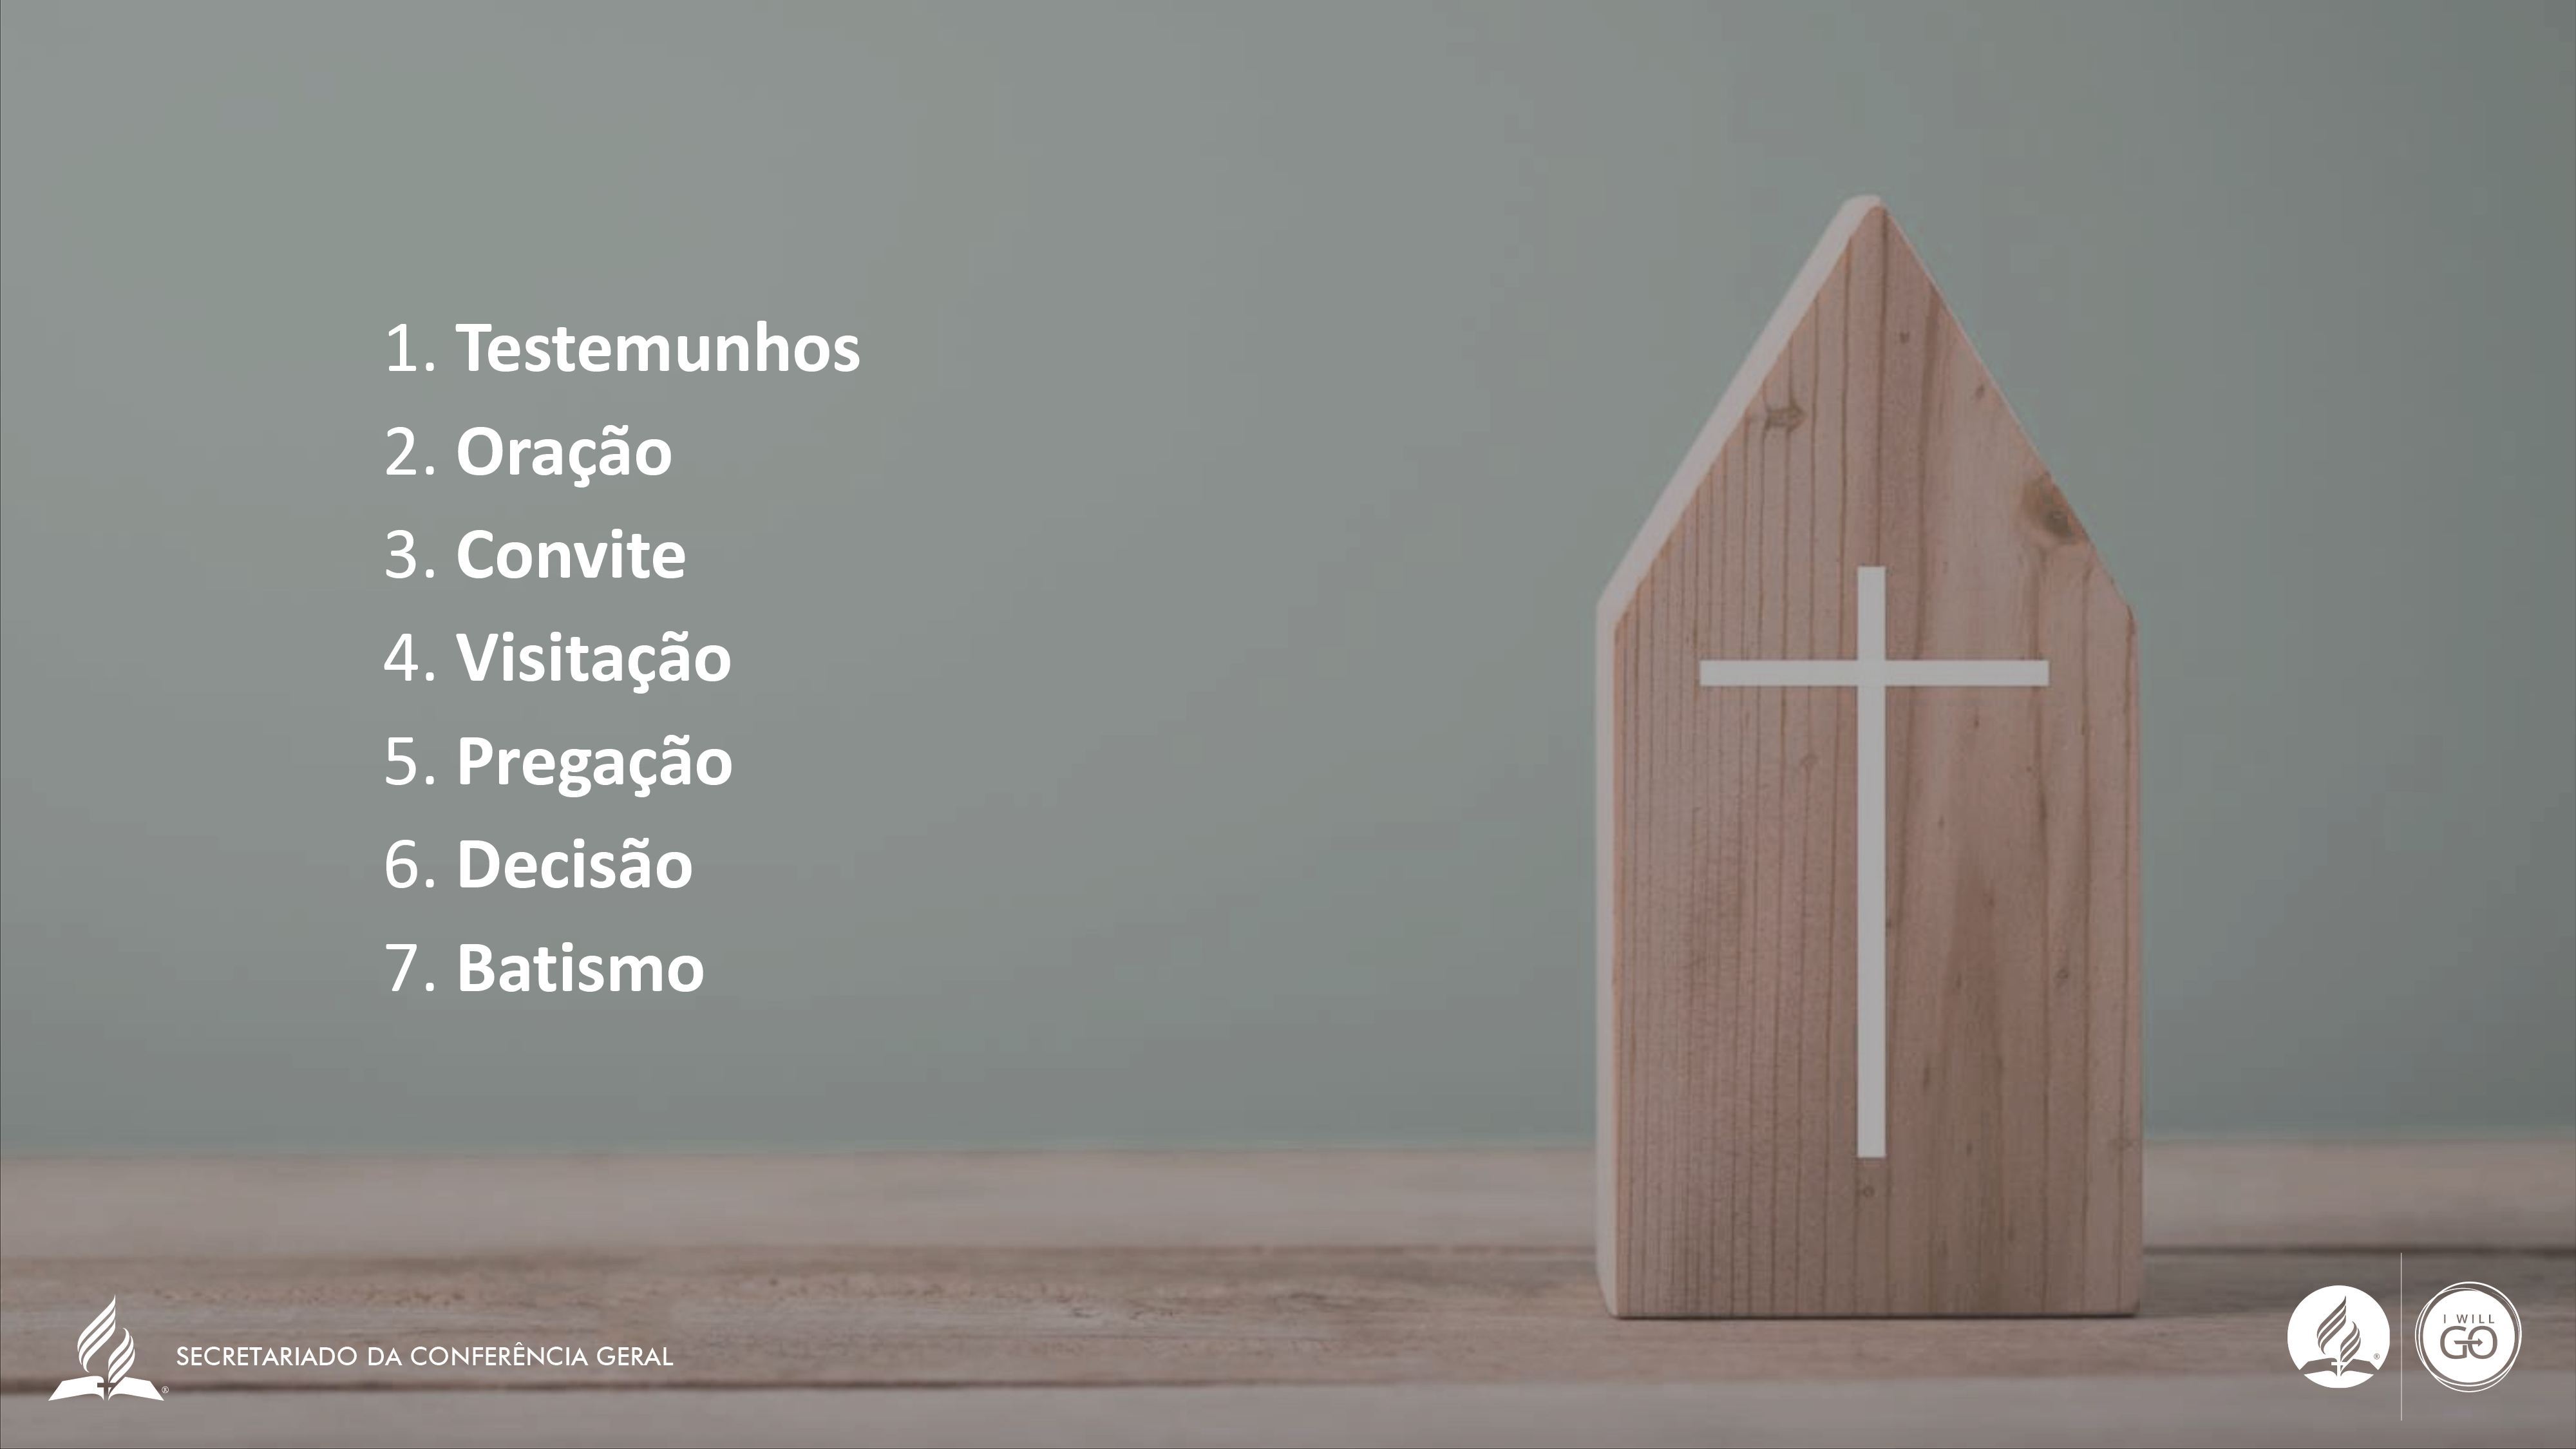 1. Testemunhos
2. Oração
3. Convite
4. Visitação
5. Pregação
6. Decisão
7. Batismo
SECRETARIADO DA CONFERÊNCIA GERAL
I WILL
GO